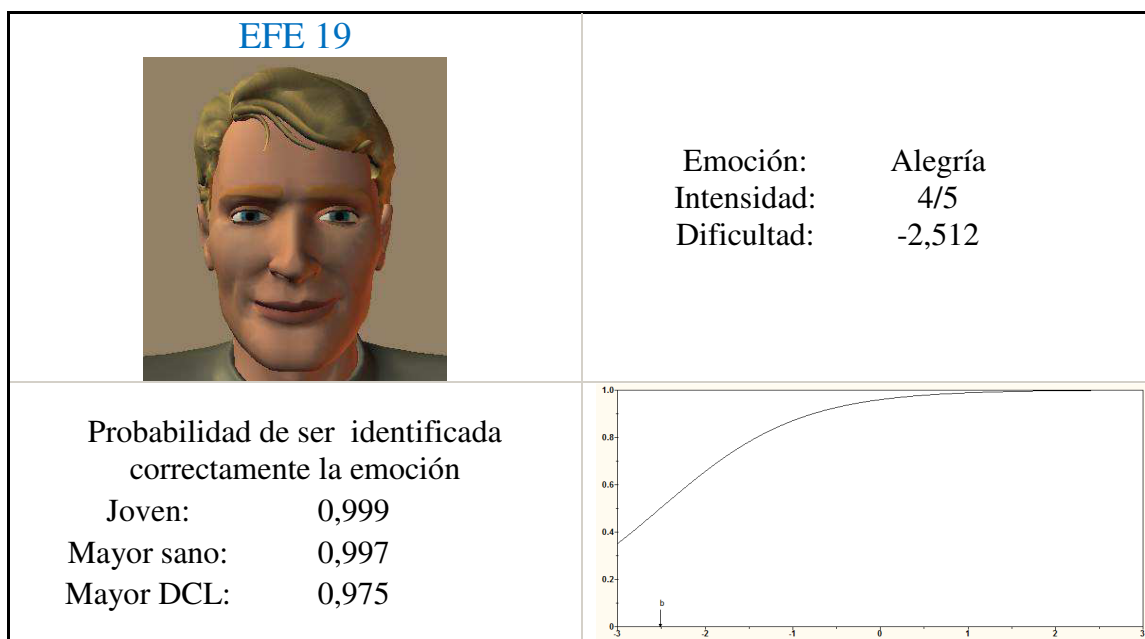 EFE 19
Emoción: Alegría
Intensidad: 4/5
Dificultad: -2,512
Probabilidad de ser identificada
correctamente la emoción
Joven: 0,999
Mayor sano: 0,997
Mayor DCL: 0,975
1.0
0.8
0.6
0.4
0.2
0
b
-3 -2 -1 0 1 2 3